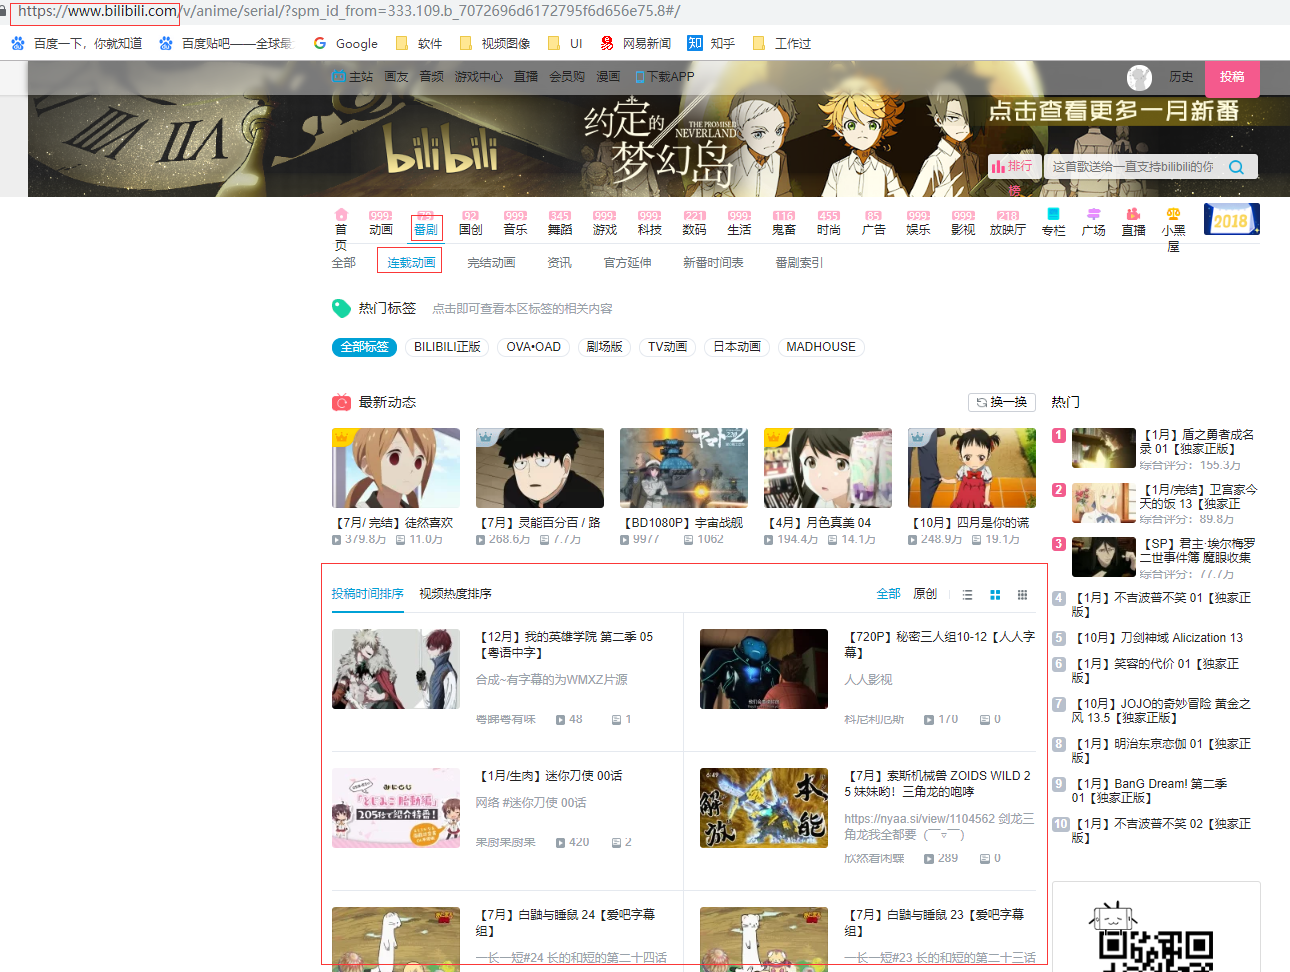 https://www.bilibili.com/v/anime/serial/?spm_id_from=333.109.b_7072696d6172795f6d656e75.8#/
百度一下，你就知道 百度贴吧——全球最 Google 软件 视频图像 UI 网易新闻 知 知乎 工作过
主站 画友 音频 游戏中心 直播 会员购 漫画 下载APP 历史 投稿
约定的梦幻岛
THE PROMISED NEVERLAND
bilibili
点击查看更多一月新番
排行榜 这首歌送给一直支持bilibili的你
999 79 92 999 345 999 999 221 999 116 455 85 999 999 218
首页 动画 番剧 国创 音乐 舞蹈 游戏 科技 数码 生活 鬼畜 时尚 广告 娱乐 影视 放映厅 专栏 广场 直播 小黑屋 2018
全部 连载动画 完结动画 资讯 官方延伸 新番时间表 番剧索引
热门标签 点击即可查看本区标签的相关内容
全部标签 BILIBILI正版 OVA•OAD 剧场版 TV动画 日本动画 MADHOUSE
最新动态 换一换
【7月/ 完结】徒然喜欢
379.8万 11.0万
【7月】灵能百分百 / 路
268.6万 7.7万
【BD1080P】宇宙战舰
9977 1062
【4月】月色真美 04
194.4万 14.1万
【10月】四月是你的谎
248.9万 19.1万
投稿时间排序 视频热度排序 全部 原创
【12月】我的英雄学院 第二季 05
【粤语中字】
合成~有字幕的为WMXZ片源
粤睇粤有味 48 1
【720P】秘密三人组10-12【人人字
幕】
人人影视
科尼利厄斯 170 0
【1月/生肉】迷你刀使 00话
网络 #迷你刀使 00话
果厨果厨果 420 2
【7月】索斯机械兽 ZOIDS WILD 2
5 妹妹哟！三角龙的咆哮
https://nyaa.si/view/1104562 剑龙三
角龙我全都要（￣▽￣）
欣然看闲蝶 289 0
解放
本能
6:49
【7月】白鼬与睡鼠 24【爱吧字幕
组】
一长一短#24 长的和短的第二十四话
【7月】白鼬与睡鼠 23【爱吧字幕
组】
一长一短#23 长的和短的第二十三话
热门
1 【1月】盾之勇者成名
录 01【独家正版】
综合评分：155.3万
2 【1月/完结】卫宫家今
天的饭 13【独家正
综合评分：89.8万
3 【SP】君主·埃尔梅罗
二世事件簿 魔眼收集
综合评分：77.7万
4 【1月】不吉波普不笑 01【独家正
版】
5 【10月】刀剑神域 Alicization 13
6 【1月】笑容的代价 01【独家正
版】
7 【10月】JOJO的奇妙冒险 黄金之
风 13.5【独家正版】
8 【1月】明治东京恋伽 01【独家正
版】
9 【1月】BanG Dream! 第二季
01【独家正版】
10 【1月】不吉波普不笑 02【独家正
版】